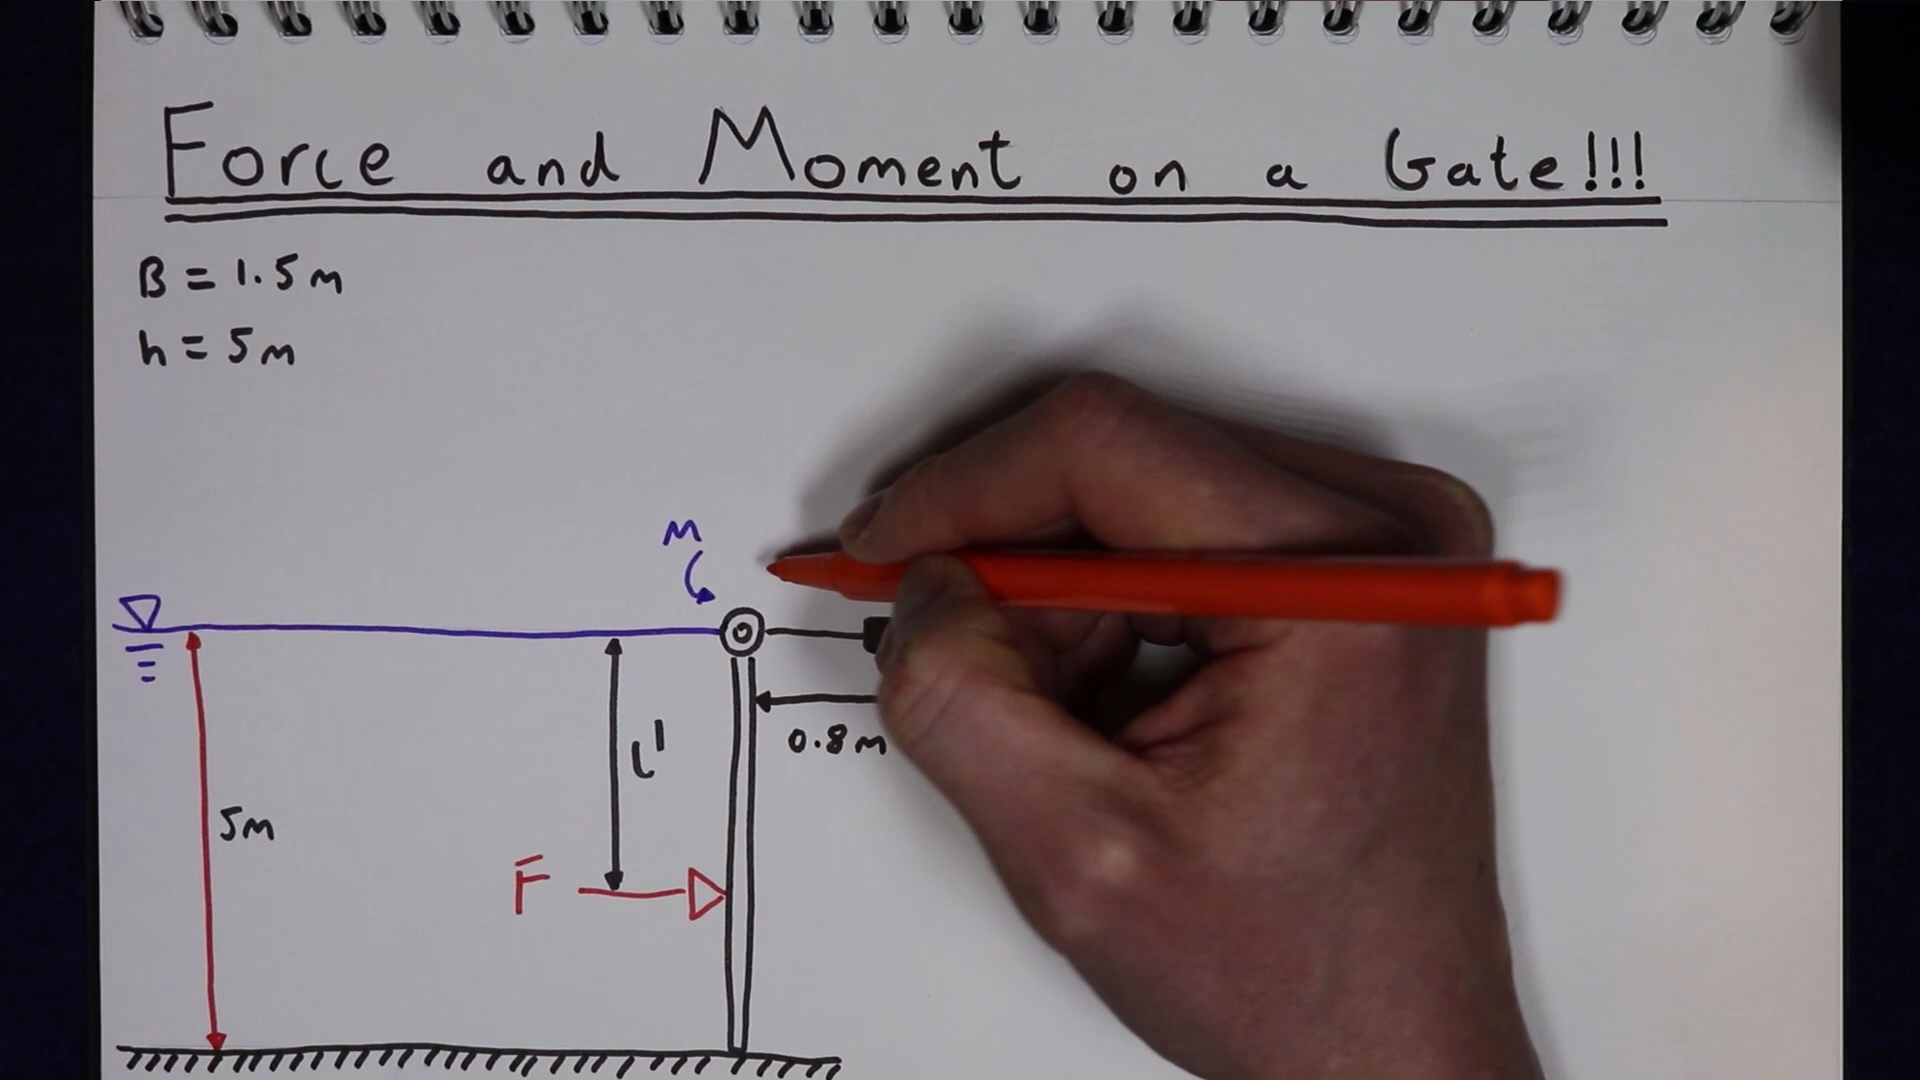 Force and Moment on a Gate!!!
B = 1.5m
h = 5m
M
L'
0.8m
5m
F